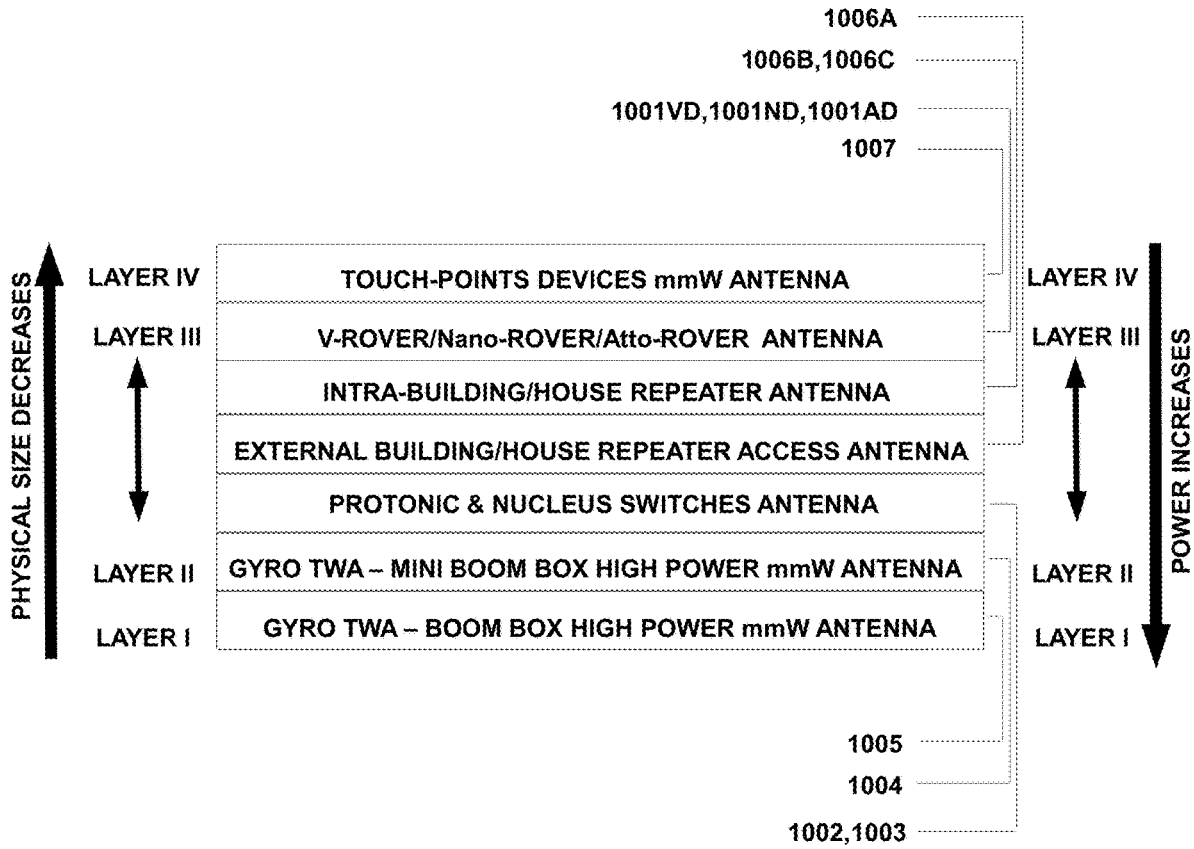 1006A
1006B,1006C
1001VD,1001ND,1001AD
1007
PHYSICAL SIZE DECREASES
LAYER IV
TOUCH-POINTS DEVICES mmW ANTENNA
LAYER IV
LAYER III
V-ROVER/Nano-ROVER/Atto-ROVER ANTENNA
LAYER III
INTRA-BUILDING/HOUSE REPEATER ANTENNA
EXTERNAL BUILDING/HOUSE REPEATER ACCESS ANTENNA
PROTONIC & NUCLEUS SWITCHES ANTENNA
LAYER II
GYRO TWA – MINI BOOM BOX HIGH POWER mmW ANTENNA
LAYER II
LAYER I
GYRO TWA – BOOM BOX HIGH POWER mmW ANTENNA
LAYER I
POWER INCREASES
1005
1004
1002,1003